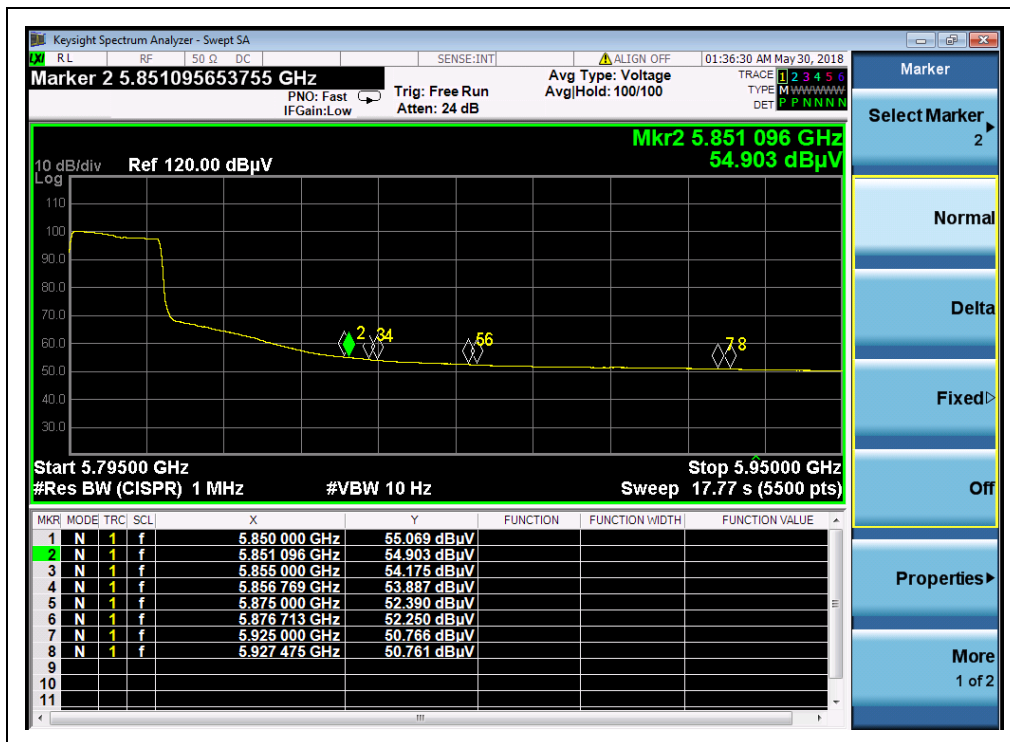 Keysight Spectrum Analyzer - Swept SA
LXI RL RF 50 Ω DC SENSE:INT ALIGN OFF 01:36:30 AM May 30, 2018
Marker 2 5.851095653755 GHz
PNO: Fast
IFGain:Low
Trig: Free Run
Atten: 24 dB
Avg Type: Voltage
Avg|Hold: 100/100
TRACE 1 2 3 4 5 6
TYPE M WWWWW
DET P P N N N N
Mkr2 5.851 096 GHz
54.903 dBµV
10 dB/div Ref 120.00 dBµV
Log
110
100
90.0
80.0
70.0
60.0
50.0
40.0
30.0
2 3 4 5 6 7 8
Start 5.79500 GHz Stop 5.95000 GHz
#Res BW (CISPR) 1 MHz #VBW 10 Hz Sweep 17.77 s (5500 pts)
MKR MODE TRC SCL X Y FUNCTION FUNCTION WIDTH FUNCTION VALUE
1 N 1 f 5.850 000 GHz 55.069 dBµV
2 N 1 f 5.851 096 GHz 54.903 dBµV
3 N 1 f 5.855 000 GHz 54.175 dBµV
4 N 1 f 5.856 769 GHz 53.887 dBµV
5 N 1 f 5.875 000 GHz 52.390 dBµV
6 N 1 f 5.876 713 GHz 52.250 dBµV
7 N 1 f 5.925 000 GHz 50.766 dBµV
8 N 1 f 5.927 475 GHz 50.761 dBµV
9
10
11
Marker
Select Marker
2
Normal
Delta
Fixed
Off
Properties
More
1 of 2